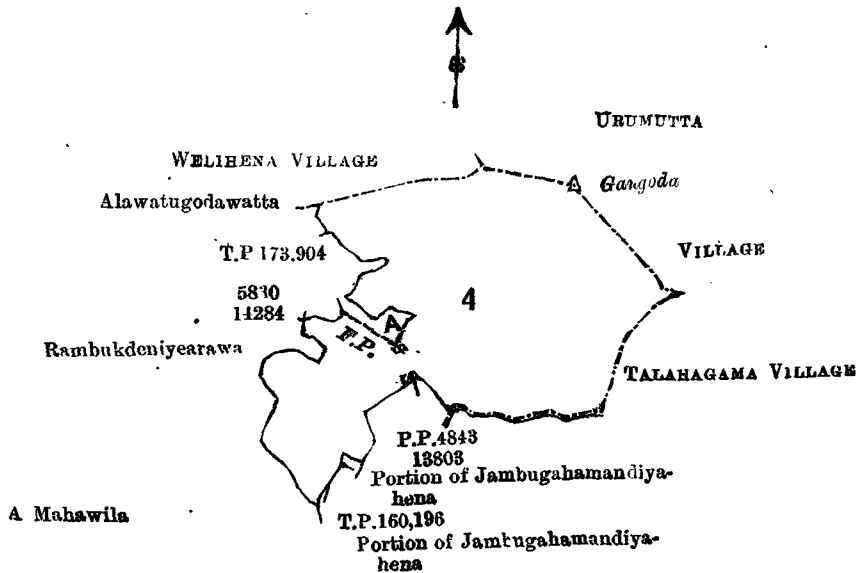 URUMUTTA
WELIHENA VILLAGE
Gangoda
Alawatugodawatta
VILLAGE
T.P 173.904
4
5830
14284
A
F.P.
Rambukdeniyearawa
TALAHAGAMA VILLAGE
P.P.4843
13803
Portion of Jambugahamandiya-
hena
A Mahawila
T.P.160,196
Portion of Jambugahamandiya-
hena